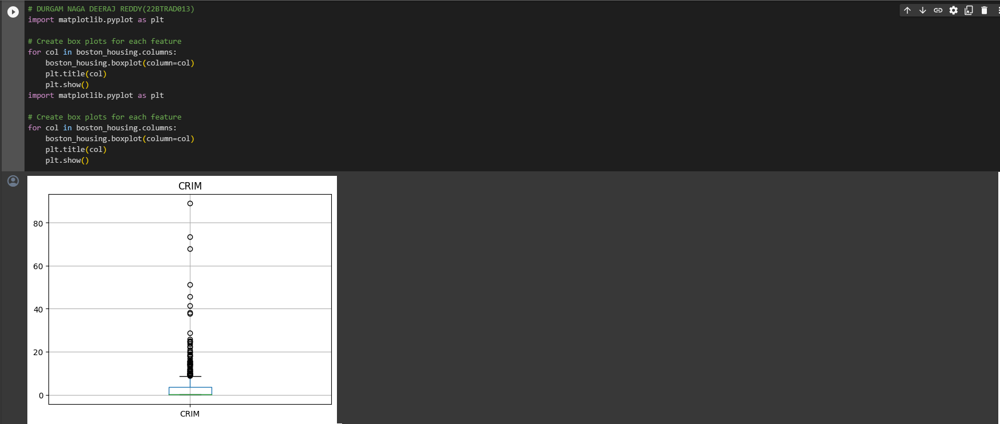 # DURGAM NAGA DEERAJ REDDY(22BTRAD013)
import matplotlib.pyplot as plt

# Create box plots for each feature
for col in boston_housing.columns:
    boston_housing.boxplot(column=col)
    plt.title(col)
    plt.show()
import matplotlib.pyplot as plt

# Create box plots for each feature
for col in boston_housing.columns:
    boston_housing.boxplot(column=col)
    plt.title(col)
    plt.show()
CRIM
80
60
40
20
0
CRIM